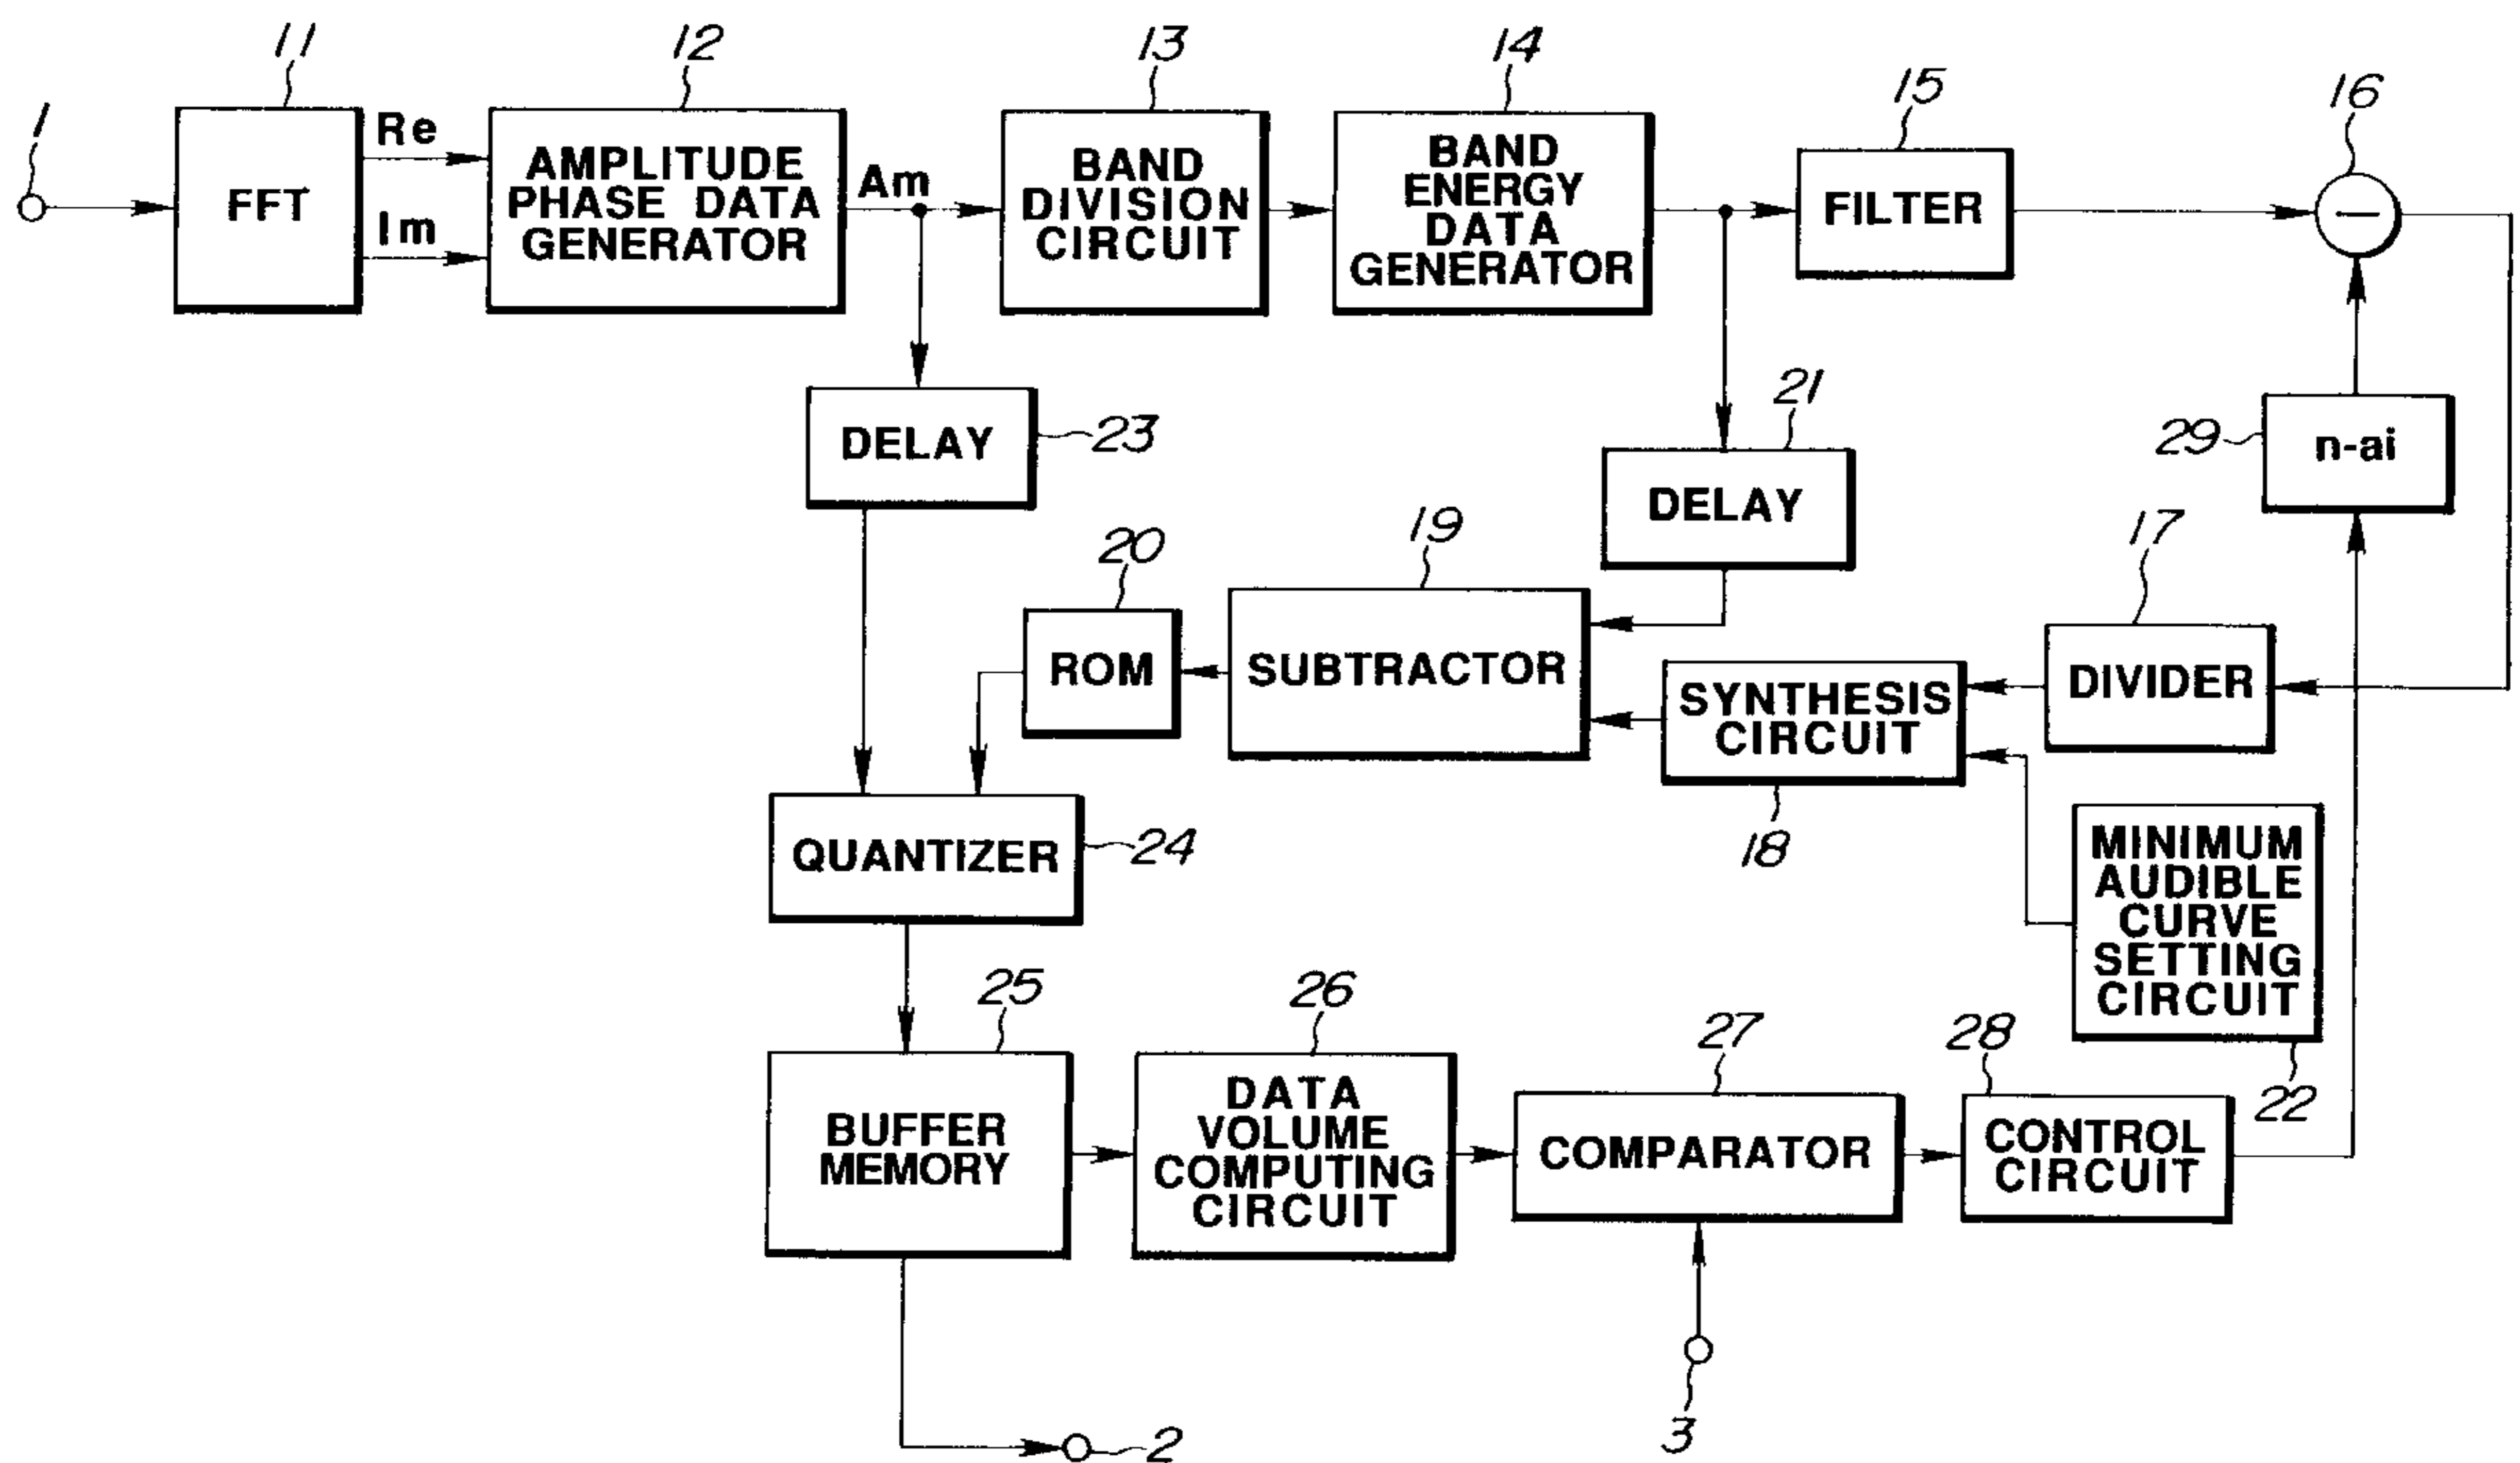 11
12
13
14
15
16
1
Re
Im
FFT
AMPLITUDE
PHASE DATA
GENERATOR
Am
BAND
DIVISION
CIRCUIT
BAND
ENERGY
DATA
GENERATOR
FILTER
−
DELAY
23
21
DELAY
29
n-ai
20
19
17
ROM
SUBTRACTOR
SYNTHESIS
CIRCUIT
18
DIVIDER
QUANTIZER
24
MINIMUM
AUDIBLE
CURVE
SETTING
CIRCUIT
22
25
26
27
28
BUFFER
MEMORY
DATA
VOLUME
COMPUTING
CIRCUIT
COMPARATOR
CONTROL
CIRCUIT
3
2